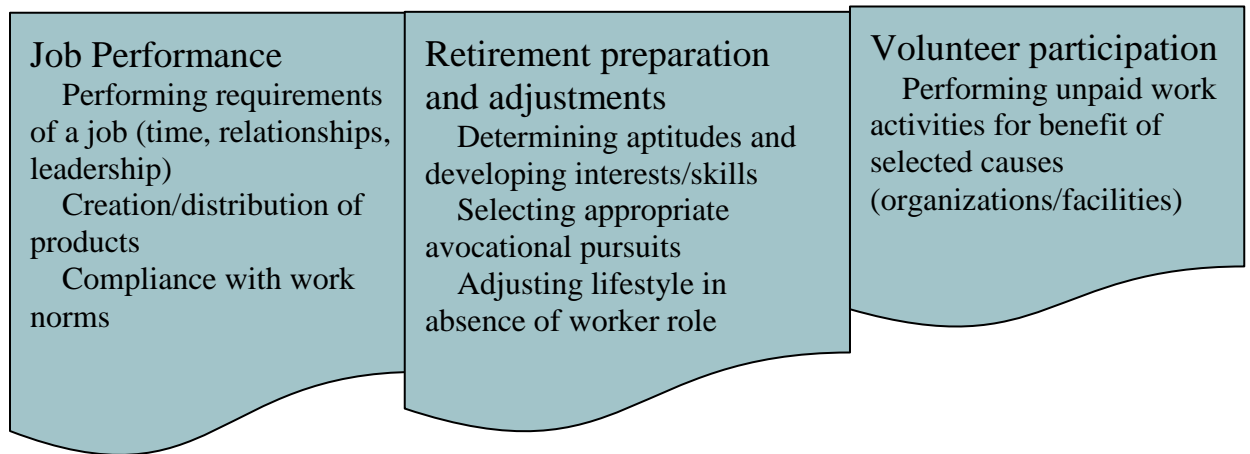 Job Performance
Performing requirements
of a job (time, relationships,
leadership)
Creation/distribution of
products
Compliance with work
norms
Retirement preparation
and adjustments
Determining aptitudes and
developing interests/skills
Selecting appropriate
avocational pursuits
Adjusting lifestyle in
absence of worker role
Volunteer participation
Performing unpaid work
activities for benefit of
selected causes
(organizations/facilities)